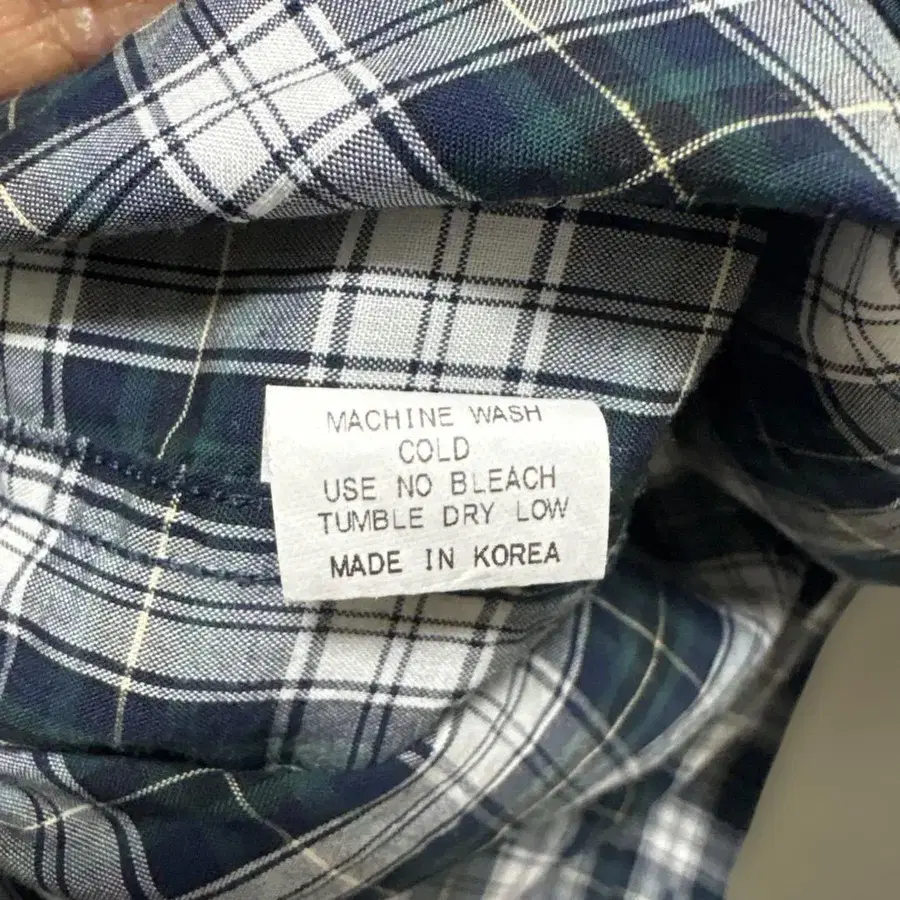 MACHINE WASH
COLD
USE NO BLEACH
TUMBLE DRY LOW
MADE IN KOREA